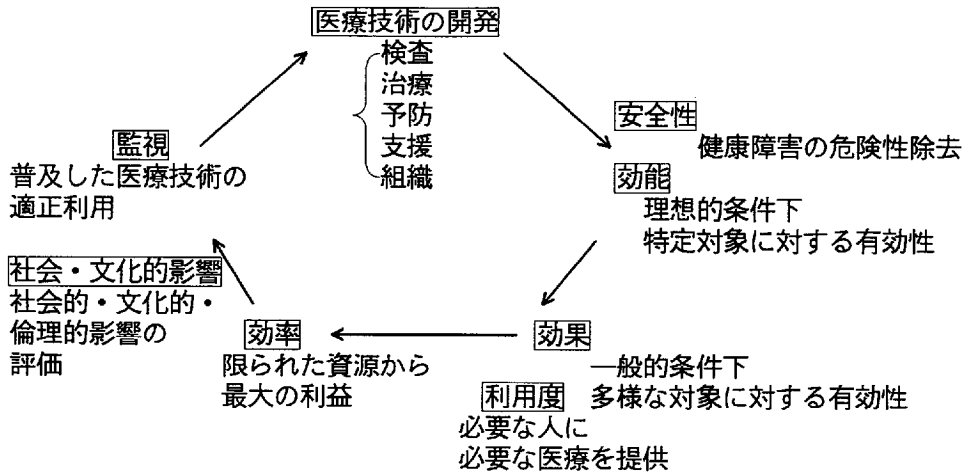 医療技術の開発
検査
治療
予防
支援
組織
安全性
健康障害の危険性除去
効能
理想的条件下
特定対象に対する有効性
効果
一般的条件下
多様な対象に対する有効性
利用度
必要な人に
必要な医療を提供
効率
限られた資源から
最大の利益
社会・文化的影響
社会的・文化的・
倫理的影響の
評価
監視
普及した医療技術の
適正利用